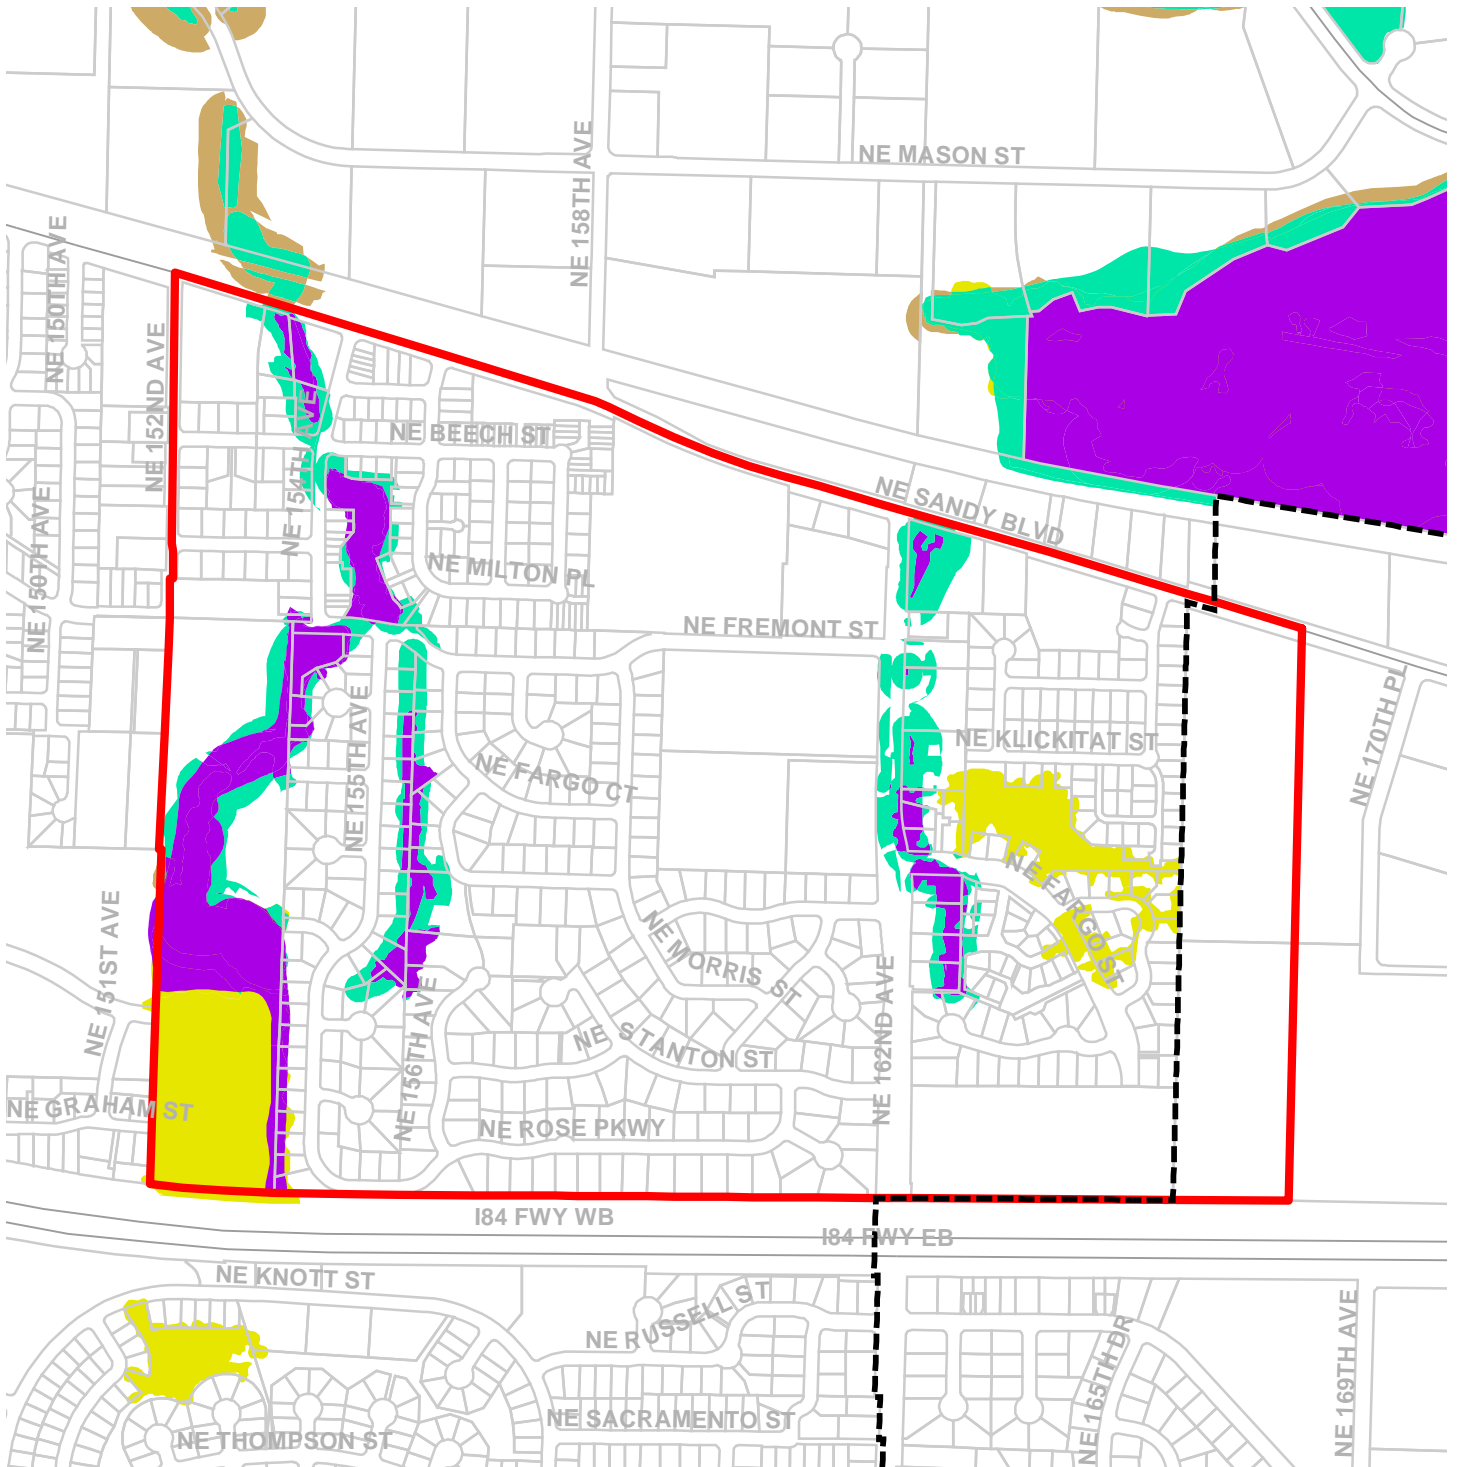 NE MASON ST
NE 158TH AVE
NE 150TH AVE
NE 152ND AVE
NE 154TH AVE
NE BEECH ST
NE 150TH AVE
NE SANDY BLVD
NE MILTON PL
NE FREMONT ST
NE 170TH PL
NE 155TH AVE
NE KLICKITAT ST
NE FARGO CT
NE FARGO ST
NE 151ST AVE
NE MORRIS ST
NE 162ND AVE
NE 156TH AVE
NE STANTON ST
NE GRAHAM ST
NE ROSE PKWY
I84 FWY WB
I84 FWY EB
NE KNOTT ST
NE RUSSELL ST
NE 165TH DR
NE 169TH AVE
NE SACRAMENTO ST
NE THOMPSON ST